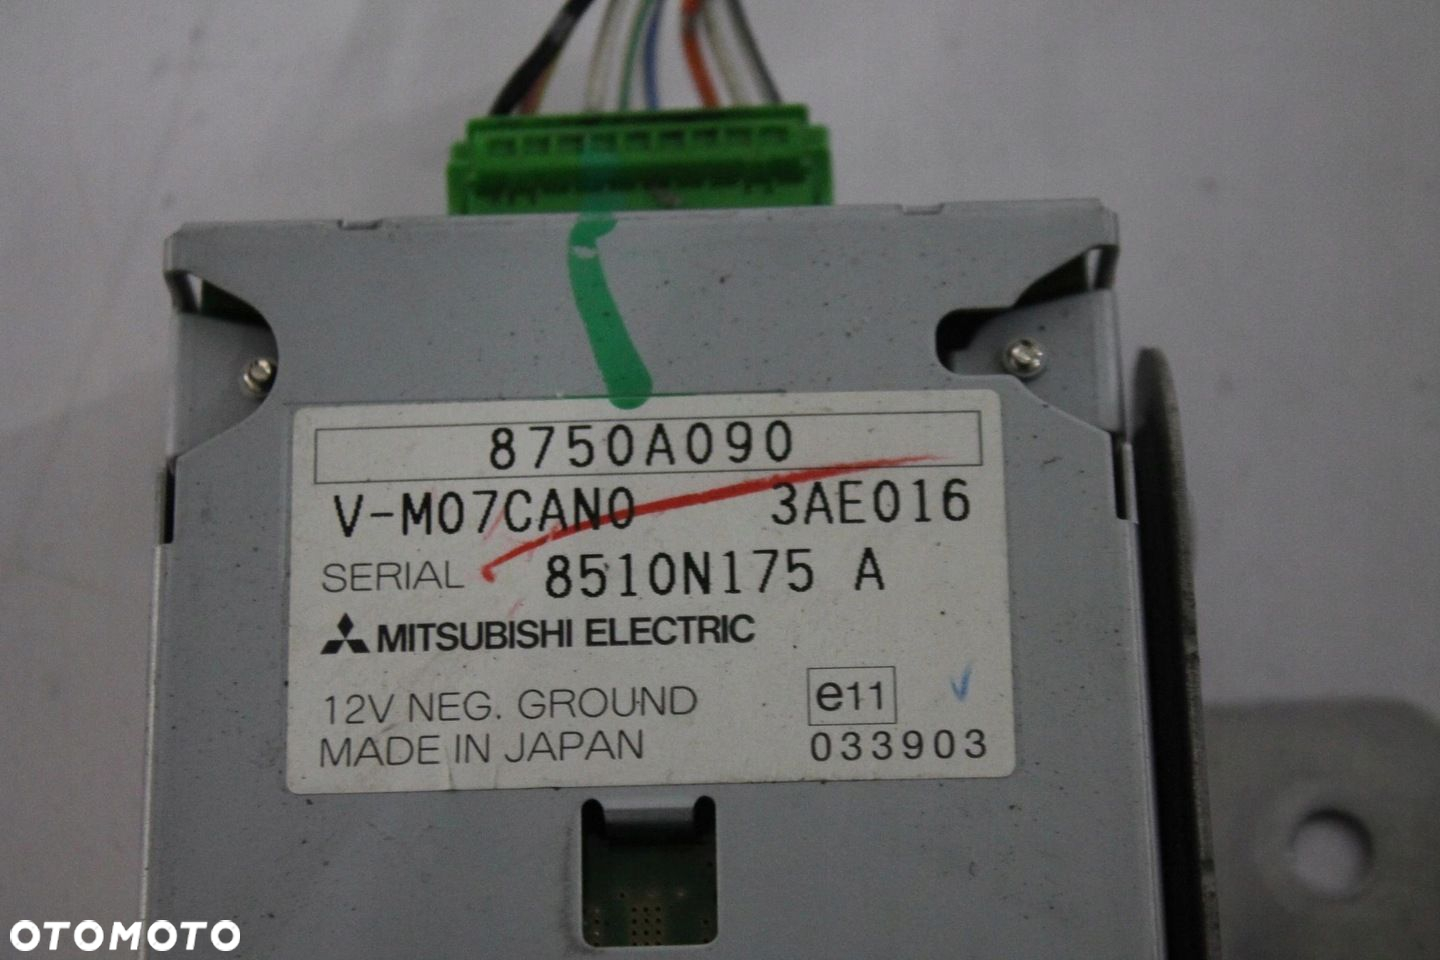 8750A090
V-M07CAN0 3AE016
SERIAL 8510N175 A
MITSUBISHI ELECTRIC
12V NEG. GROUND e11
MADE IN JAPAN 033903
OTOMOTO